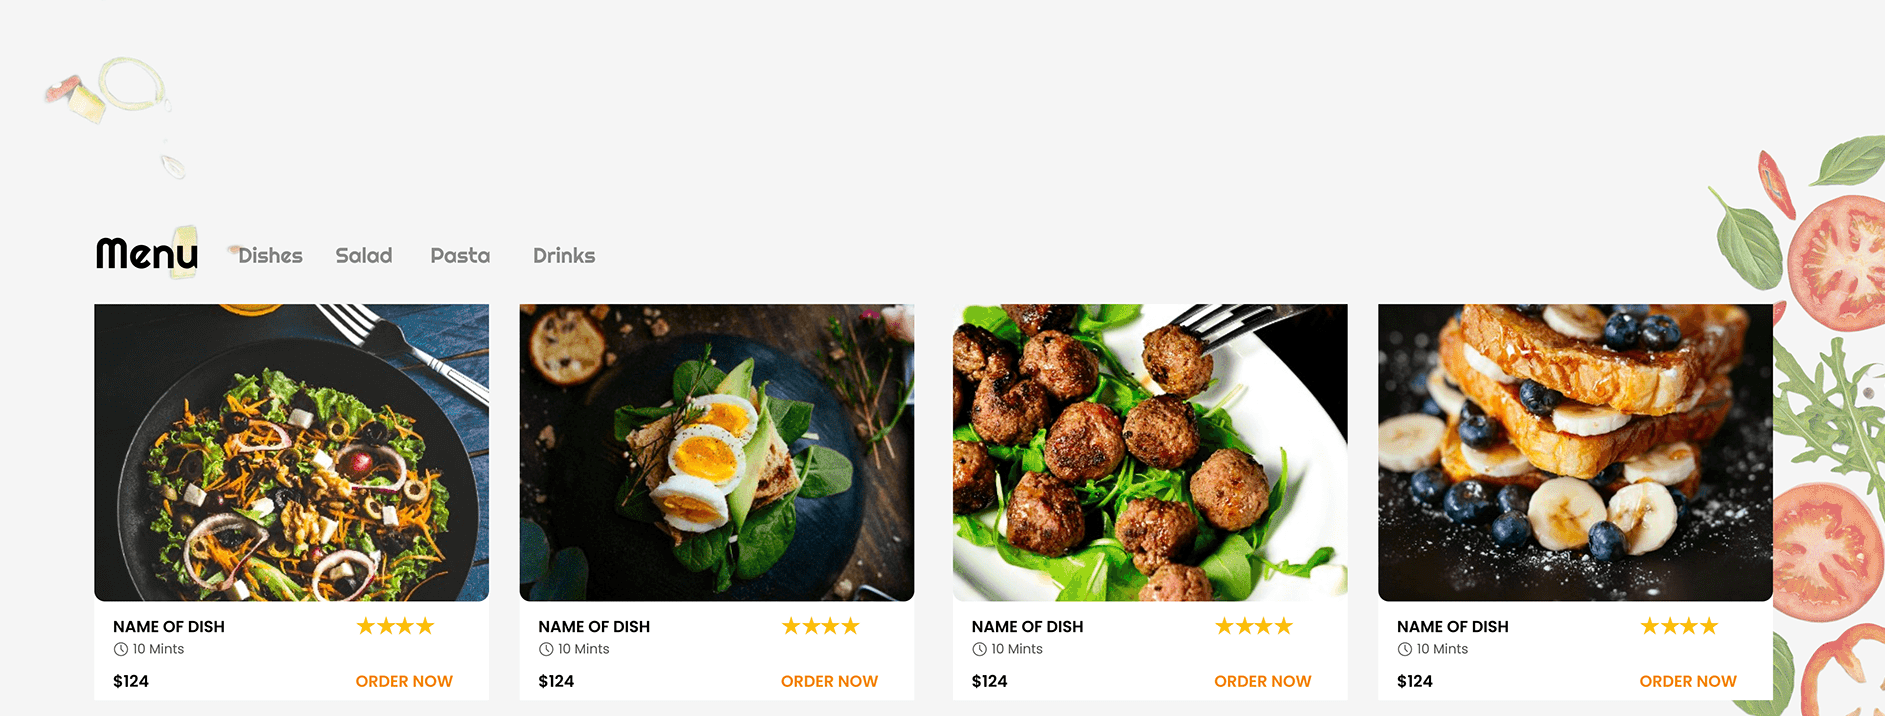 Menu Dishes Salad Pasta Drinks
NAME OF DISH ★★★★
10 Mints
$124 ORDER NOW
NAME OF DISH ★★★★
10 Mints
$124 ORDER NOW
NAME OF DISH ★★★★
10 Mints
$124 ORDER NOW
NAME OF DISH ★★★★
10 Mints
$124 ORDER NOW